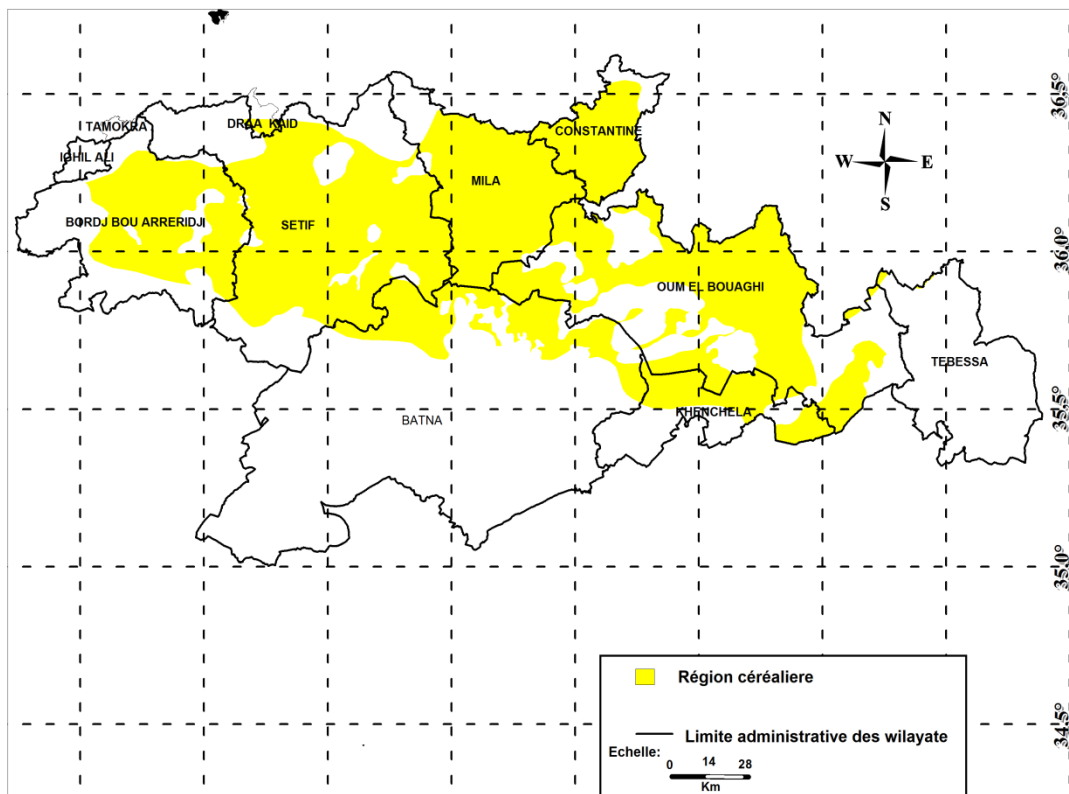 36.5°
TAMOKRA
DRAA KAID
CONSTANTINE
N
IGHIL ALI
W
E
MILA
S
BORDJ BOU ARRERIDJI
SETIF
36.0°
OUM EL BOUAGHI
TEBESSA
BATNA
KHENCHELA
35.5°
35.0°
Région céréaliere
34.5°
Limite administrative des wilayate
Echelle:
0 14 28
Km